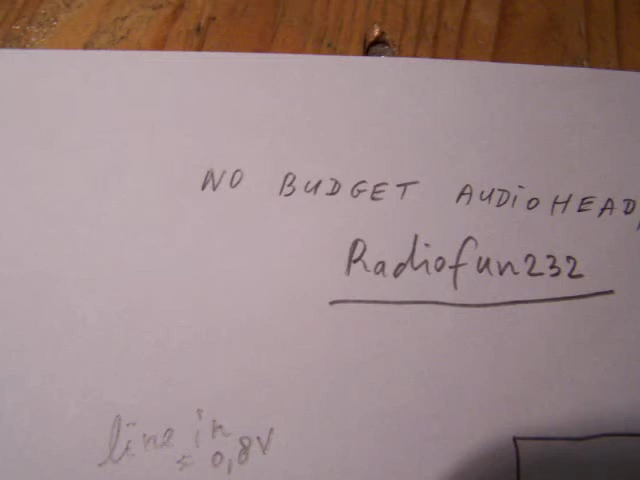 NO BUDGET AUDIOHEAD,
Radiofun232
line in
≤ 0,8V